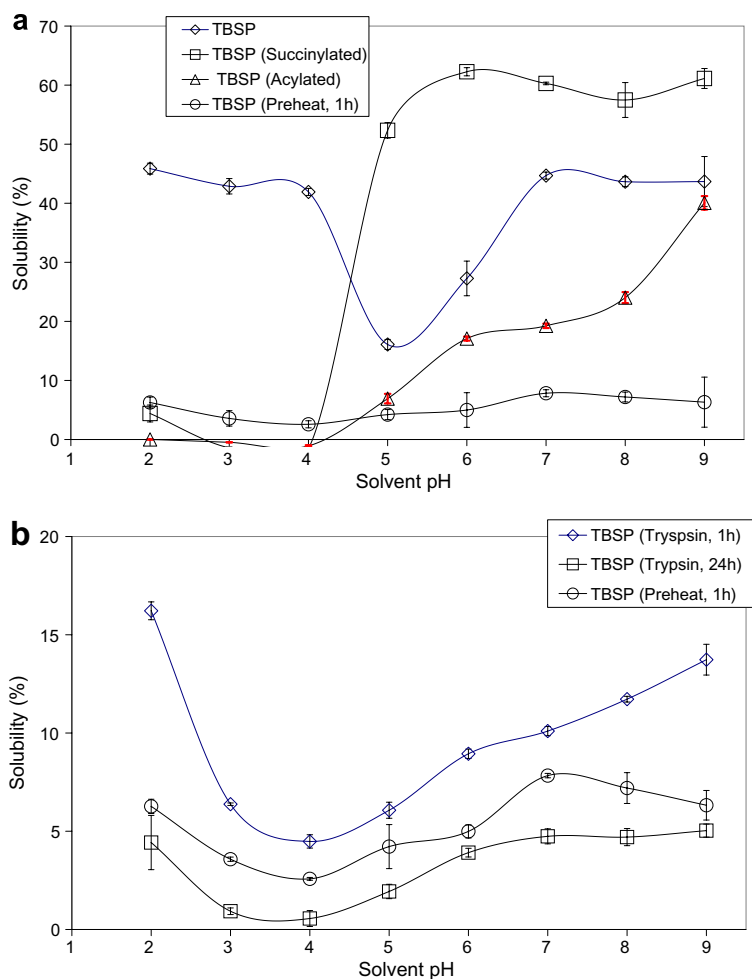 a
70
60
50
40
30
20
10
0
Solubility (%)
TBSP
TBSP (Succinylated)
TBSP (Acylated)
TBSP (Preheat, 1h)
1 2 3 4 5 6 7 8 9
Solvent pH
b
20
15
10
5
0
Solubility (%)
TBSP (Tryspsin, 1h)
TBSP (Trypsin, 24h)
TBSP (Preheat, 1h)
1 2 3 4 5 6 7 8 9
Solvent pH